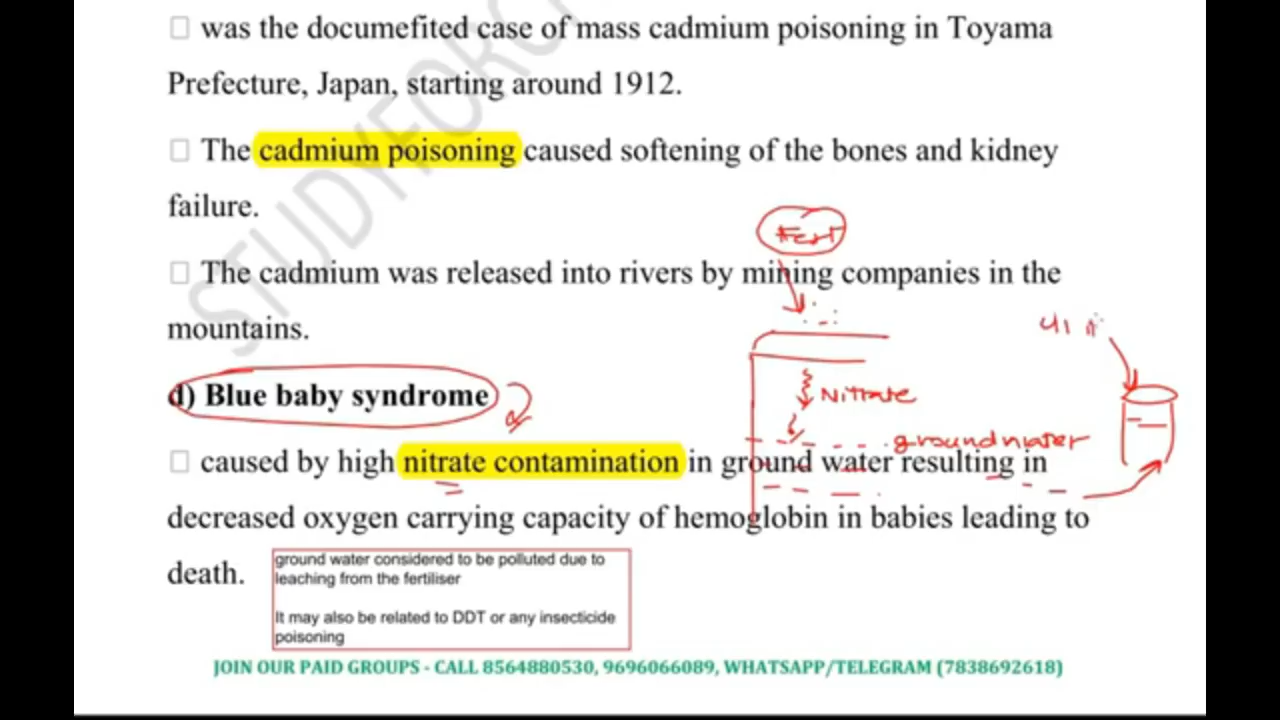 was the documefited case of mass cadmium poisoning in Toyama
Prefecture, Japan, starting around 1912.
The cadmium poisoning caused softening of the bones and kidney
failure.
Fert
The cadmium was released into rivers by mining companies in the
mountains.
d) Blue baby syndrome
Nitrate
groundwater
caused by high nitrate contamination in ground water resulting in
decreased oxygen carrying capacity of hemoglobin in babies leading to
death.
ground water considered to be polluted due to
leaching from the fertiliser
It may also be related to DDT or any insecticide
poisoning
JOIN OUR PAID GROUPS - CALL 8564880530, 9696066089, WHATSAPP/TELEGRAM (7838692618)